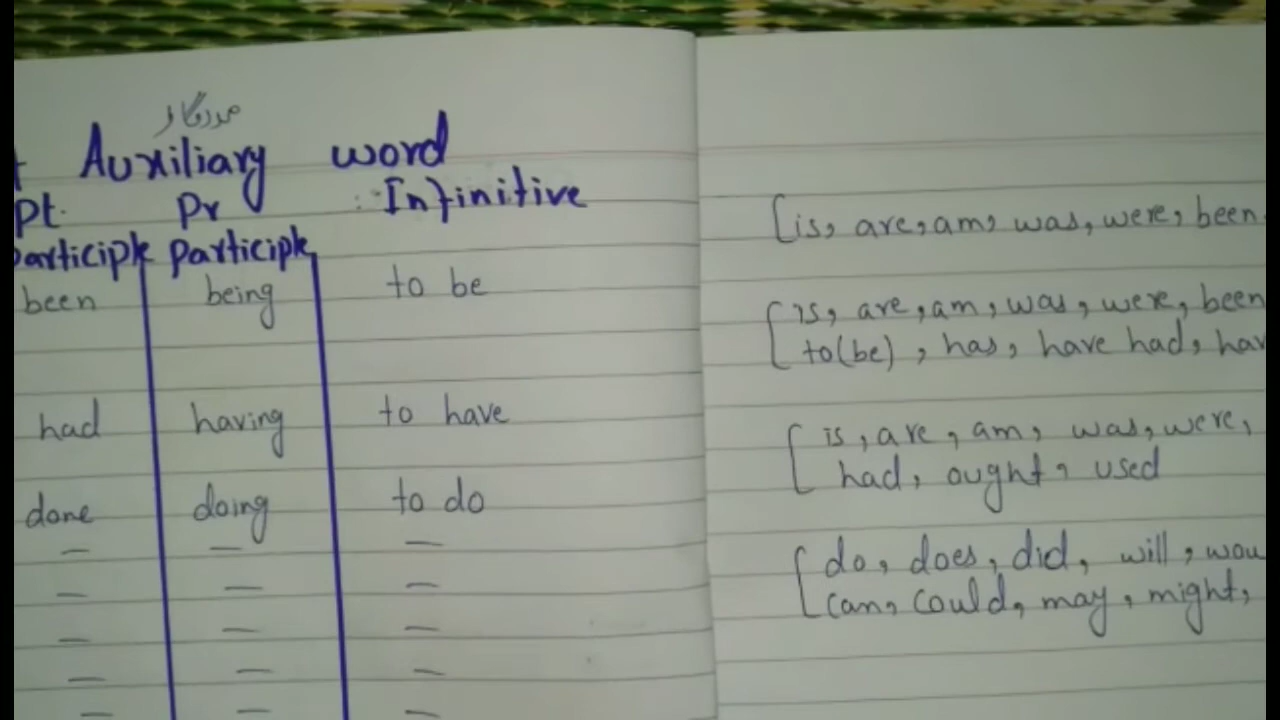 مددگار
Auxiliary word
Pt. Pr Infinitive
participle participle
been being to be
had having to have
done doing to do
— — —
— — —
— — —
— — —
— — —
[is, are, am, was, were, been
is, are, am, was, were, been
to(be), has, have had, hav
is, are, am, was, were,
had, ought, used
do, does, did, will, wou
can, could, may, might,